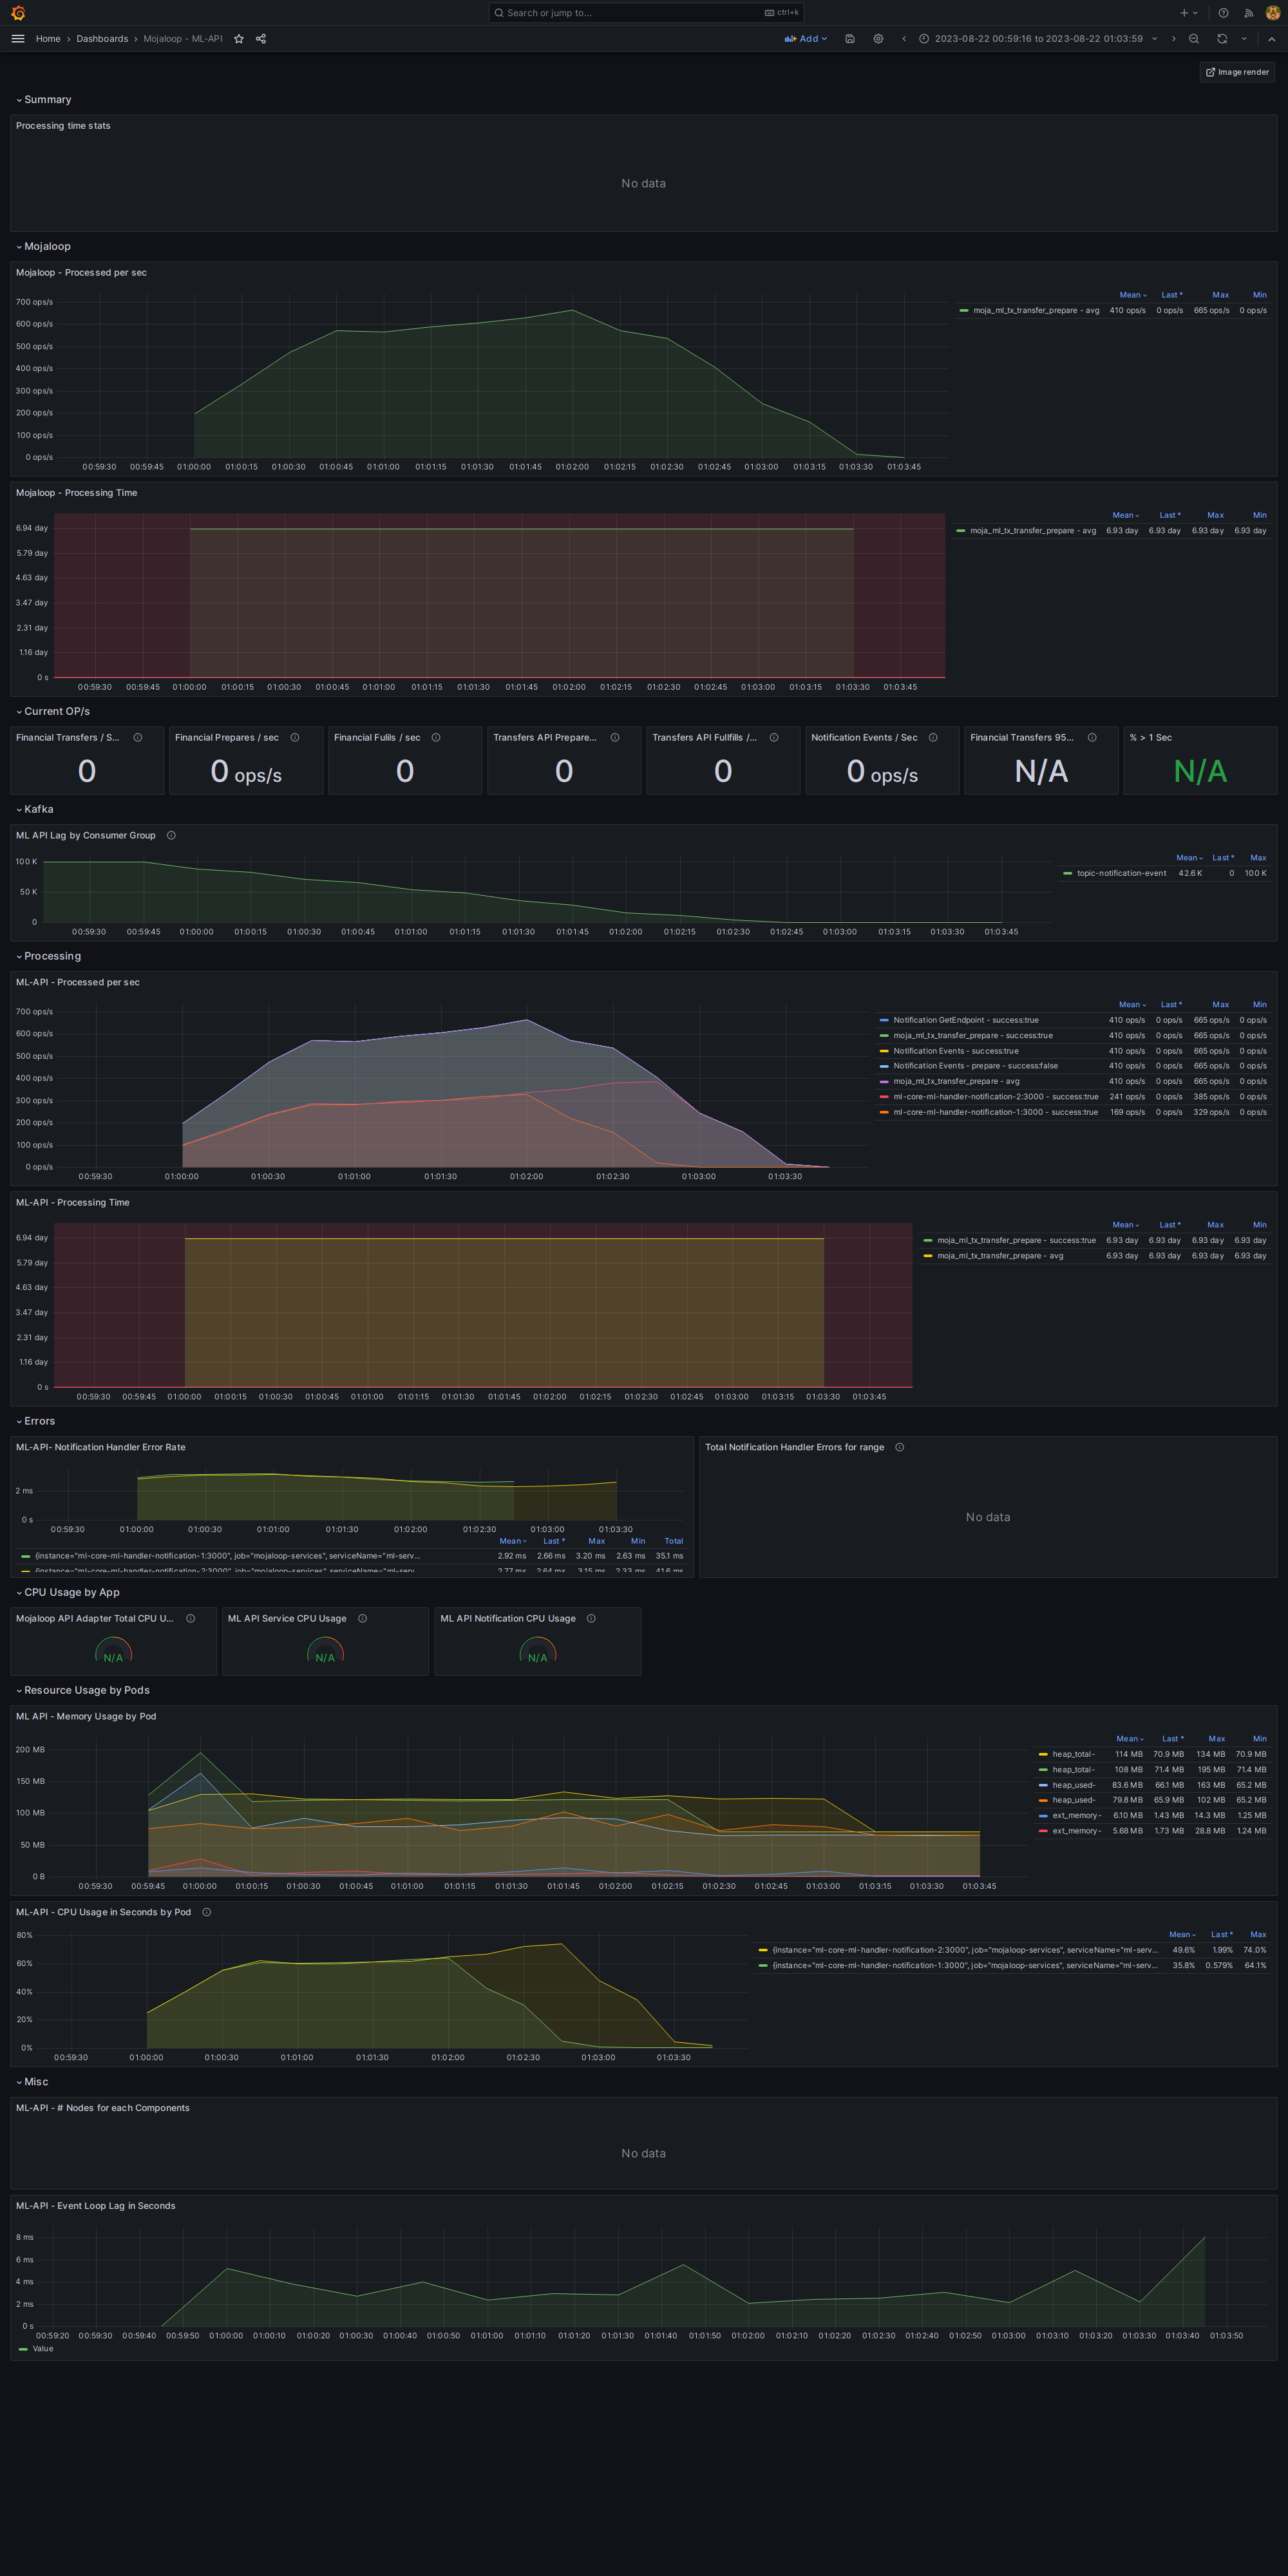 Search or jump to...
ctrl+k
Home › Dashboards › Mojaloop - ML-API
Add
2023-08-22 00:59:16 to 2023-08-22 01:03:59
Image render
Summary
Processing time stats
No data
Mojaloop
Mojaloop - Processed per sec
700 ops/s
600 ops/s
500 ops/s
400 ops/s
300 ops/s
200 ops/s
100 ops/s
0 ops/s
00:59:30 00:59:45 01:00:00 01:00:15 01:00:30 01:00:45 01:01:00 01:01:15 01:01:30 01:01:45 01:02:00 01:02:15 01:02:30 01:02:45 01:03:00 01:03:15 01:03:30 01:03:45
Mean Last * Max Min
moja_ml_tx_transfer_prepare - avg 410 ops/s 0 ops/s 665 ops/s 0 ops/s
Mojaloop - Processing Time
6.94 day
5.79 day
4.63 day
3.47 day
2.31 day
1.16 day
0 s
00:59:30 00:59:45 01:00:00 01:00:15 01:00:30 01:00:45 01:01:00 01:01:15 01:01:30 01:01:45 01:02:00 01:02:15 01:02:30 01:02:45 01:03:00 01:03:15 01:03:30 01:03:45
Mean Last * Max Min
moja_ml_tx_transfer_prepare - avg 6.93 day 6.93 day 6.93 day 6.93 day
Current OP/s
Financial Transfers / S... Financial Prepares / sec Financial Fulils / sec Transfers API Prepare... Transfers API Fullfills /... Notification Events / Sec Financial Transfers 95... % > 1 Sec
0 0 ops/s 0 0 0 0 ops/s N/A N/A
Kafka
ML API Lag by Consumer Group
100 K
50 K
0
00:59:30 00:59:45 01:00:00 01:00:15 01:00:30 01:00:45 01:01:00 01:01:15 01:01:30 01:01:45 01:02:00 01:02:15 01:02:30 01:02:45 01:03:00 01:03:15 01:03:30 01:03:45
Mean Last * Max
topic-notification-event 42.6 K 0 100 K
Processing
ML-API - Processed per sec
700 ops/s
600 ops/s
500 ops/s
400 ops/s
300 ops/s
200 ops/s
100 ops/s
0 ops/s
00:59:30 01:00:00 01:00:30 01:01:00 01:01:30 01:02:00 01:02:30 01:03:00 01:03:30
Mean Last * Max Min
Notification GetEndpoint - success:true 410 ops/s 0 ops/s 665 ops/s 0 ops/s
moja_ml_tx_transfer_prepare - success:true 410 ops/s 0 ops/s 665 ops/s 0 ops/s
Notification Events - success:true 410 ops/s 0 ops/s 665 ops/s 0 ops/s
Notification Events - prepare - success:false 410 ops/s 0 ops/s 665 ops/s 0 ops/s
moja_ml_tx_transfer_prepare - avg 410 ops/s 0 ops/s 665 ops/s 0 ops/s
ml-core-ml-handler-notification-2:3000 - success:true 241 ops/s 0 ops/s 385 ops/s 0 ops/s
ml-core-ml-handler-notification-1:3000 - success:true 169 ops/s 0 ops/s 329 ops/s 0 ops/s
ML-API - Processing Time
6.94 day
5.79 day
4.63 day
3.47 day
2.31 day
1.16 day
0 s
00:59:30 00:59:45 01:00:00 01:00:15 01:00:30 01:00:45 01:01:00 01:01:15 01:01:30 01:01:45 01:02:00 01:02:15 01:02:30 01:02:45 01:03:00 01:03:15 01:03:30 01:03:45
Mean Last * Max Min
moja_ml_tx_transfer_prepare - success:true 6.93 day 6.93 day 6.93 day 6.93 day
moja_ml_tx_transfer_prepare - avg 6.93 day 6.93 day 6.93 day 6.93 day
Errors
ML-API- Notification Handler Error Rate
2 ms
0 s
00:59:30 01:00:00 01:00:30 01:01:00 01:01:30 01:02:00 01:02:30 01:03:00 01:03:30
Mean Last * Max Min Total
{instance="ml-core-ml-handler-notification-1:3000", job="mojaloop-services", serviceName="ml-serv... 2.92 ms 2.66 ms 3.20 ms 2.63 ms 35.1 ms
{instance="ml-core-ml-handler-notification-2:3000", job="mojaloop-services", serviceName="ml-serv... 2.77 ms 2.64 ms 3.15 ms 2.33 ms 41.6 ms
Total Notification Handler Errors for range
No data
CPU Usage by App
Mojaloop API Adapter Total CPU U... ML API Service CPU Usage ML API Notification CPU Usage
N/A N/A N/A
Resource Usage by Pods
ML API - Memory Usage by Pod
200 MB
150 MB
100 MB
50 MB
0 B
00:59:30 00:59:45 01:00:00 01:00:15 01:00:30 01:00:45 01:01:00 01:01:15 01:01:30 01:01:45 01:02:00 01:02:15 01:02:30 01:02:45 01:03:00 01:03:15 01:03:30 01:03:45
Mean Last * Max Min
heap_total- 114 MB 70.9 MB 134 MB 70.9 MB
heap_total- 108 MB 71.4 MB 195 MB 71.4 MB
heap_used- 83.6 MB 66.1 MB 163 MB 65.2 MB
heap_used- 79.8 MB 65.9 MB 102 MB 65.2 MB
ext_memory- 6.10 MB 1.43 MB 14.3 MB 1.25 MB
ext_memory- 5.68 MB 1.73 MB 28.8 MB 1.24 MB
ML-API - CPU Usage in Seconds by Pod
80%
60%
40%
20%
0%
00:59:30 01:00:00 01:00:30 01:01:00 01:01:30 01:02:00 01:02:30 01:03:00 01:03:30
Mean Last * Max
{instance="ml-core-ml-handler-notification-2:3000", job="mojaloop-services", serviceName="ml-serv... 49.6% 1.99% 74.0%
{instance="ml-core-ml-handler-notification-1:3000", job="mojaloop-services", serviceName="ml-serv... 35.8% 0.579% 64.1%
Misc
ML-API - # Nodes for each Components
No data
ML-API - Event Loop Lag in Seconds
8 ms
6 ms
4 ms
2 ms
0 s
00:59:20 00:59:30 00:59:40 00:59:50 01:00:00 01:00:10 01:00:20 01:00:30 01:00:40 01:00:50 01:01:00 01:01:10 01:01:20 01:01:30 01:01:40 01:01:50 01:02:00 01:02:10 01:02:20 01:02:30 01:02:40 01:02:50 01:03:00 01:03:10 01:03:20 01:03:30 01:03:40 01:03:50
Value